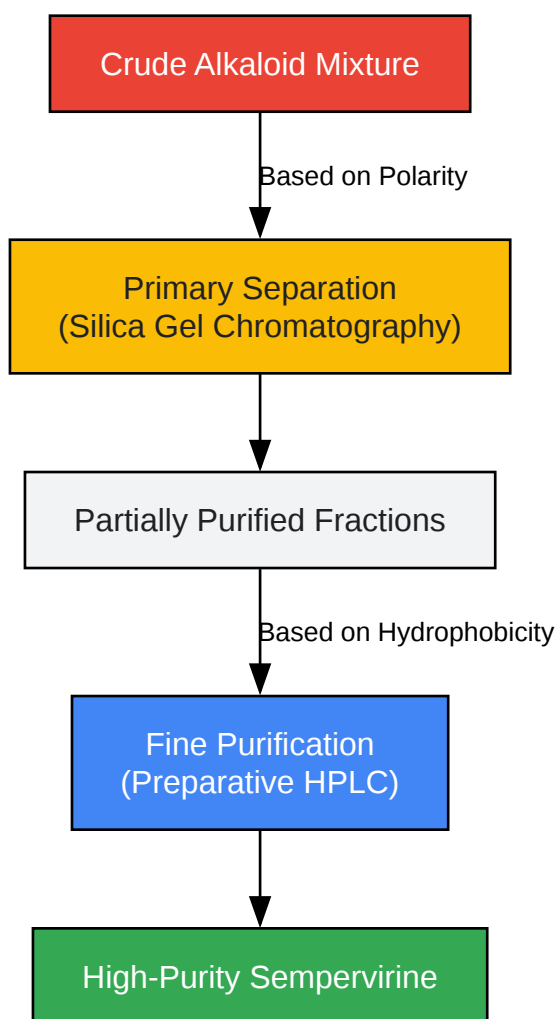 Crude Alkaloid Mixture
Based on Polarity
Primary Separation
(Silica Gel Chromatography)
Partially Purified Fractions
Based on Hydrophobicity
Fine Purification
(Preparative HPLC)
High-Purity Sempervirine